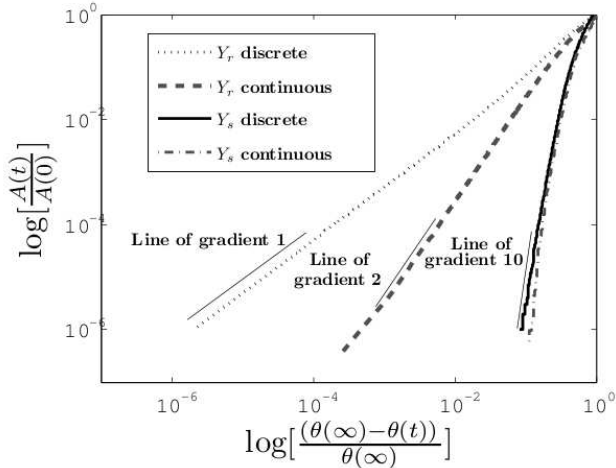 10^0
10^-2
10^-4
10^-6
log[A(t)/A(0)]
Y_r discrete
Y_r continuous
Y_s discrete
Y_s continuous
Line of gradient 1
Line of
gradient 2
Line of
gradient 10
10^-6
10^-4
10^-2
10^0
log[(θ(∞)−θ(t))/θ(∞)]